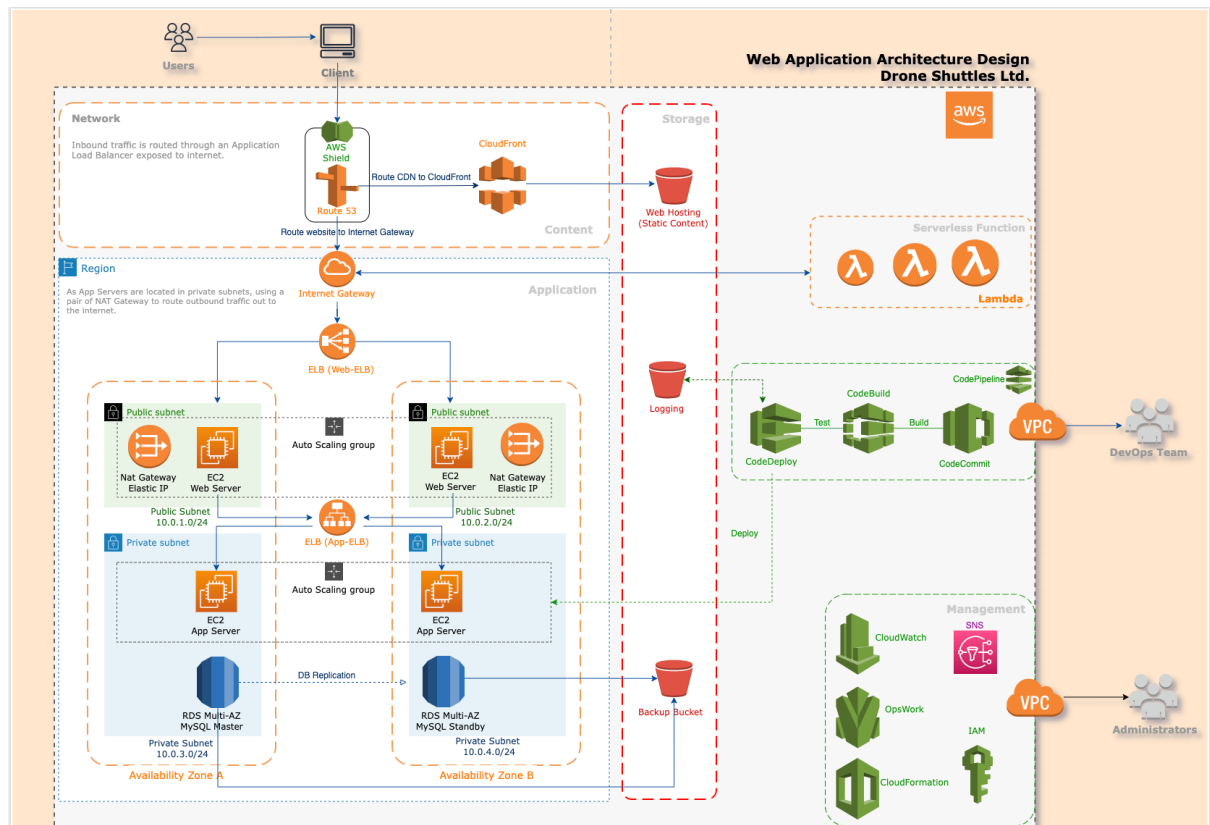 Users
Client
Web Application Architecture Design
Drone Shuttles Ltd.
aws
Network
Inbound traffic is routed through an Application
Load Balancer exposed to internet.
AWS
Shield
Route 53
Route CDN to CloudFront
CloudFront
Route website to Internet Gateway
Content
Storage
Web Hosting
(Static Content)
Serverless Function
Lambda
Region
As App Servers are located in private subnets, using a
pair of NAT Gateway to route outbound traffic out to
the internet.
Internet Gateway
Application
ELB (Web-ELB)
Logging
CodePipeline
CodeBuild
Test
Build
CodeDeploy
CodeCommit
VPC
DevOps Team
Public subnet
Nat Gateway
Elastic IP
EC2
Web Server
Auto Scaling group
Public subnet
EC2
Web Server
Nat Gateway
Elastic IP
Public Subnet
10.0.1.0/24
Public Subnet
10.0.2.0/24
ELB (App-ELB)
Deploy
Private subnet
EC2
App Server
Auto Scaling group
Private subnet
EC2
App Server
DB Replication
RDS Multi-AZ
MySQL Master
RDS Multi-AZ
MySQL Standby
Private Subnet
10.0.3.0/24
Private Subnet
10.0.4.0/24
Availability Zone A
Availability Zone B
Backup Bucket
Management
CloudWatch
SNS
OpsWork
IAM
CloudFormation
VPC
Administrators